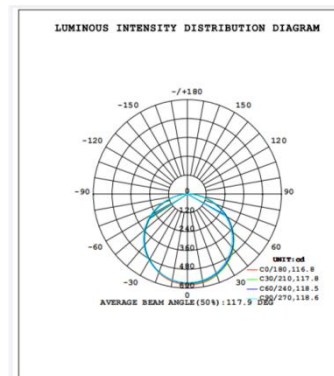 LUMINOUS INTENSITY DISTRIBUTION DIAGRAM
-/+180
-150 150
-120 120
-90 0 90
120
240
-60 360 60
480
-30 600 30
0
UNIT:cd
C0/180,116.8
C30/210,117.8
C60/240,118.5
C90/270,118.6
AVERAGE BEAM ANGLE(50%):117.9 DEG